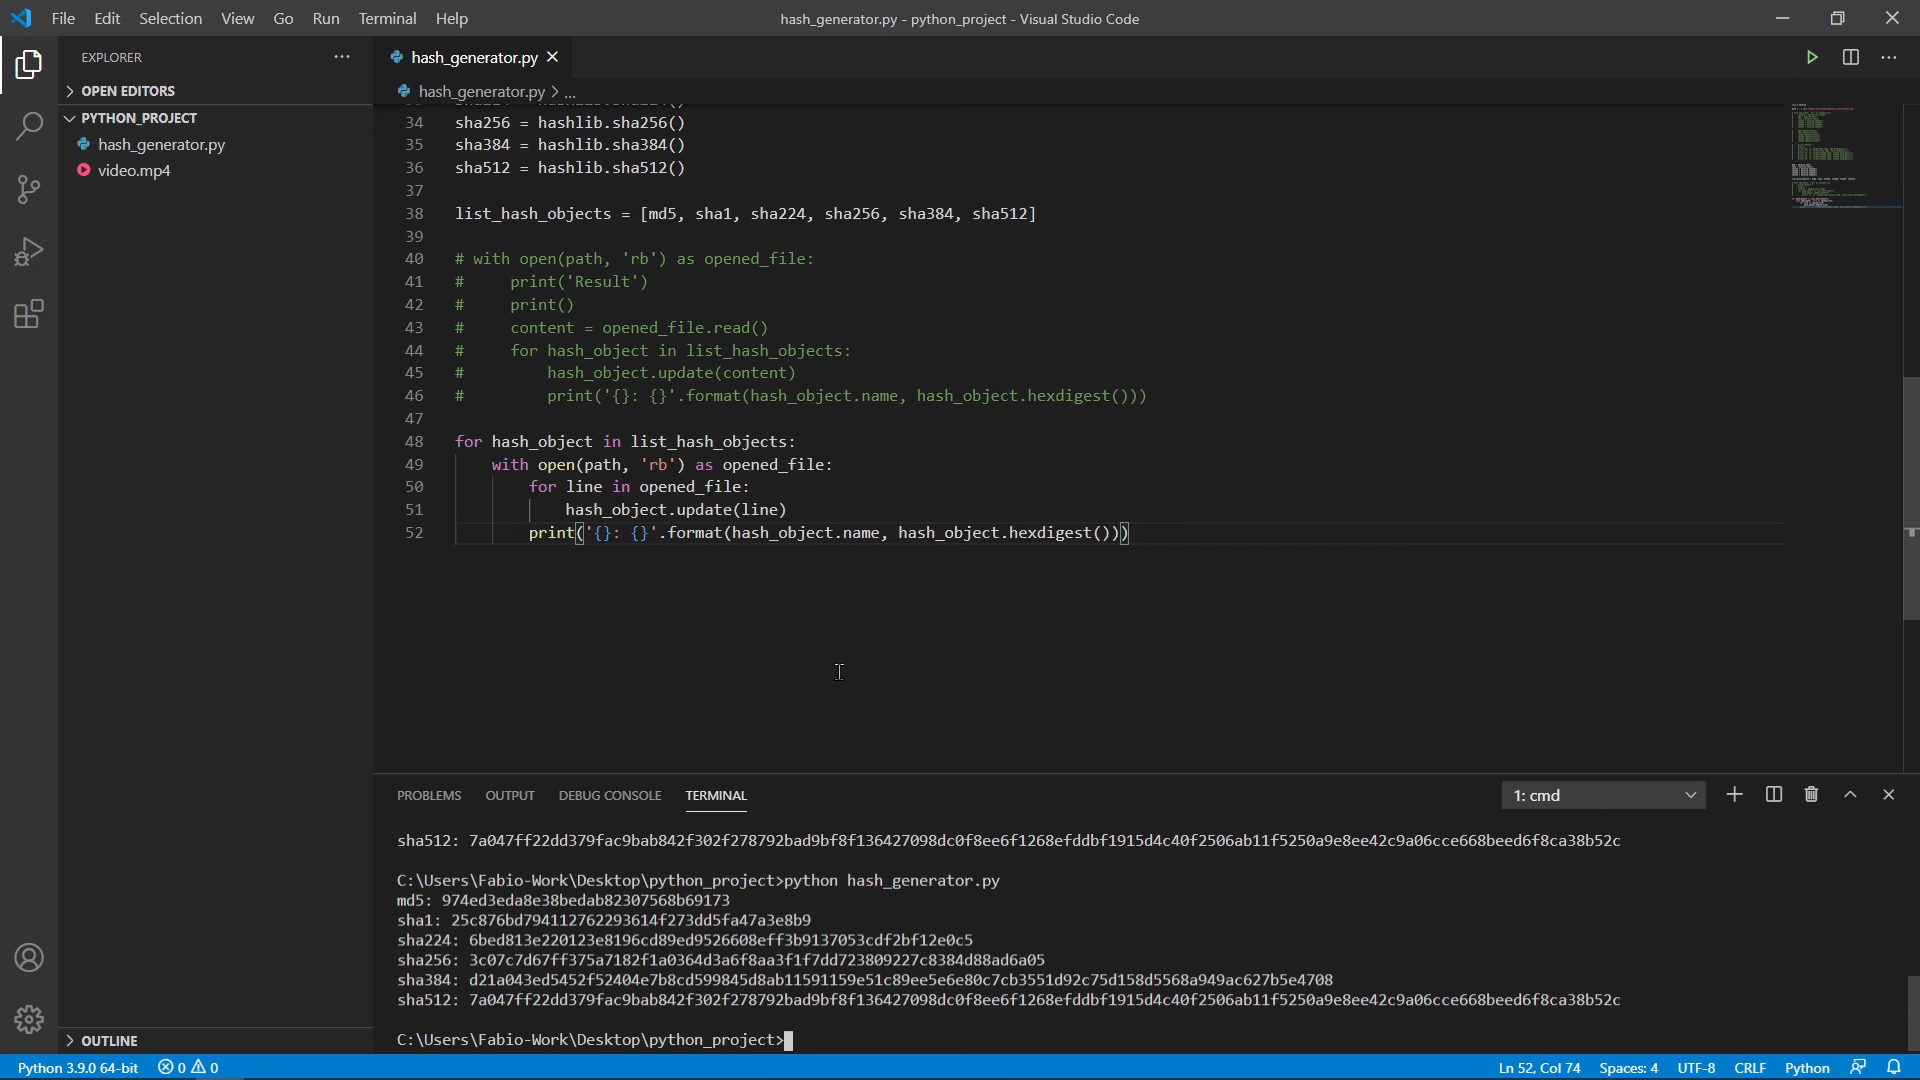 File Edit Selection View Go Run Terminal Help
hash_generator.py - python_project - Visual Studio Code
EXPLORER
OPEN EDITORS
PYTHON_PROJECT
hash_generator.py
video.mp4
OUTLINE
hash_generator.py
hash_generator.py > ...
34 sha256 = hashlib.sha256()
35 sha384 = hashlib.sha384()
36 sha512 = hashlib.sha512()
37
38 list_hash_objects = [md5, sha1, sha224, sha256, sha384, sha512]
39
40 # with open(path, 'rb') as opened_file:
41 #     print('Result')
42 #     print()
43 #     content = opened_file.read()
44 #     for hash_object in list_hash_objects:
45 #         hash_object.update(content)
46 #         print('{}: {}'.format(hash_object.name, hash_object.hexdigest()))
47
48 for hash_object in list_hash_objects:
49     with open(path, 'rb') as opened_file:
50         for line in opened_file:
51             hash_object.update(line)
52         print('{}: {}'.format(hash_object.name, hash_object.hexdigest()))
PROBLEMS OUTPUT DEBUG CONSOLE TERMINAL
1: cmd
sha512: 7a047ff22dd379fac9bab842f302f278792bad9bf8f136427098dc0f8ee6f1268efddbf1915d4c40f2506ab11f5250a9e8ee42c9a06cce668beed6f8ca38b52c
C:\Users\Fabio-Work\Desktop\python_project>python hash_generator.py
md5: 974ed3eda8e38bedab82307568b69173
sha1: 25c876bd794112762293614f273dd5fa47a3e8b9
sha224: 6bed813e220123e8196cd89ed9526608eff3b9137053cdf2bf12e0c5
sha256: 3c07c7d67ff375a7182f1a0364d3a6f8aa3f1f7dd723809227c8384d88ad6a05
sha384: d21a043ed5452f52404e7b8cd599845d8ab11591159e51c89ee5e6e80c7cb3551d92c75d158d5568a949ac627b5e4708
sha512: 7a047ff22dd379fac9bab842f302f278792bad9bf8f136427098dc0f8ee6f1268efddbf1915d4c40f2506ab11f5250a9e8ee42c9a06cce668beed6f8ca38b52c
C:\Users\Fabio-Work\Desktop\python_project>
Python 3.9.0 64-bit 0 0 Ln 52, Col 74 Spaces: 4 UTF-8 CRLF Python